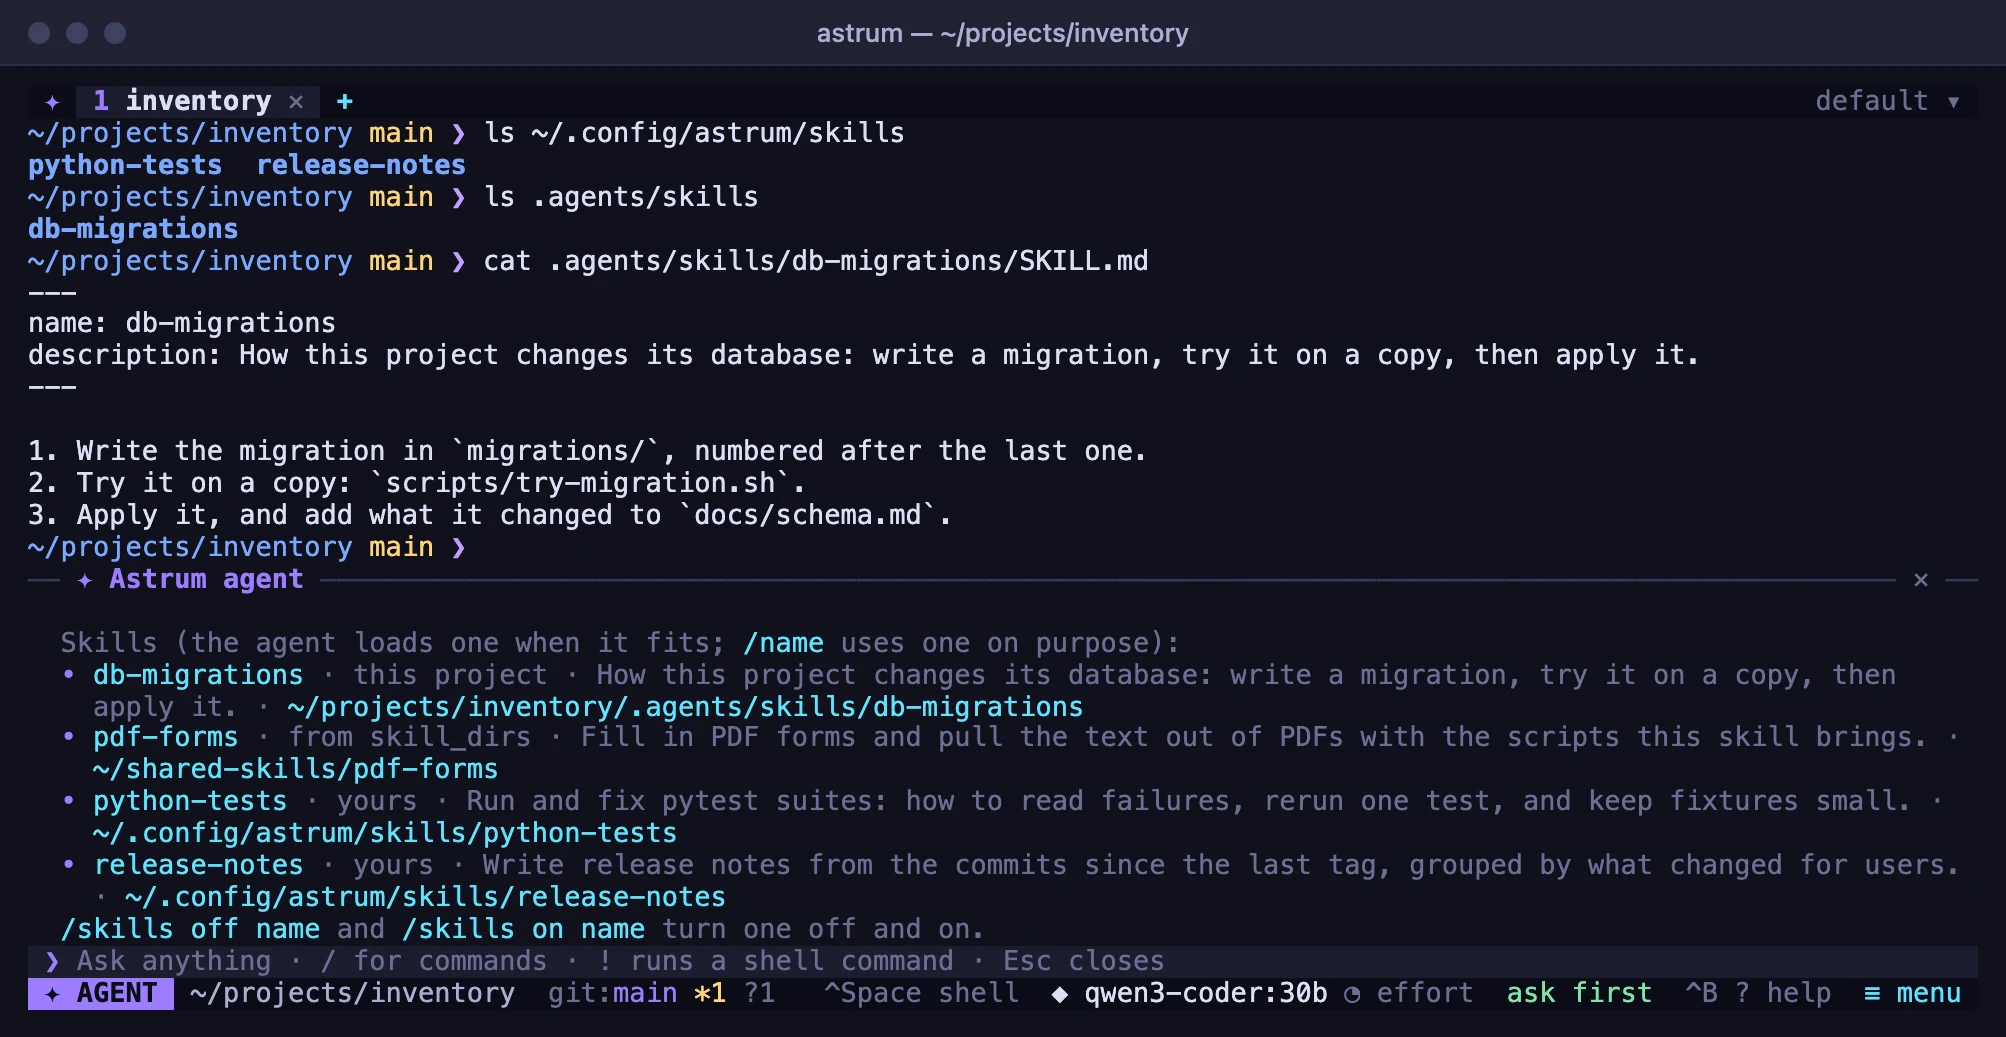 astrum — ~/projects/inventory
✦ 1 inventory × + default ▾
~/projects/inventory main ❯ ls ~/.config/astrum/skills
python-tests release-notes
~/projects/inventory main ❯ ls .agents/skills
db-migrations
~/projects/inventory main ❯ cat .agents/skills/db-migrations/SKILL.md
---
name: db-migrations
description: How this project changes its database: write a migration, try it on a copy, then apply it.
---
1. Write the migration in `migrations/`, numbered after the last one.
2. Try it on a copy: `scripts/try-migration.sh`.
3. Apply it, and add what it changed to `docs/schema.md`.
~/projects/inventory main ❯
✦ Astrum agent ×
Skills (the agent loads one when it fits; /name uses one on purpose):
• db-migrations · this project · How this project changes its database: write a migration, try it on a copy, then
apply it. · ~/projects/inventory/.agents/skills/db-migrations
• pdf-forms · from skill_dirs · Fill in PDF forms and pull the text out of PDFs with the scripts this skill brings. ·
~/shared-skills/pdf-forms
• python-tests · yours · Run and fix pytest suites: how to read failures, rerun one test, and keep fixtures small. ·
~/.config/astrum/skills/python-tests
• release-notes · yours · Write release notes from the commits since the last tag, grouped by what changed for users.
· ~/.config/astrum/skills/release-notes
/skills off name and /skills on name turn one off and on.
❯ Ask anything · / for commands · ! runs a shell command · Esc closes
✦ AGENT ~/projects/inventory git:main *1 ?1 ^Space shell ◆ qwen3-coder:30b ◔ effort ask first ^B ? help ≡ menu